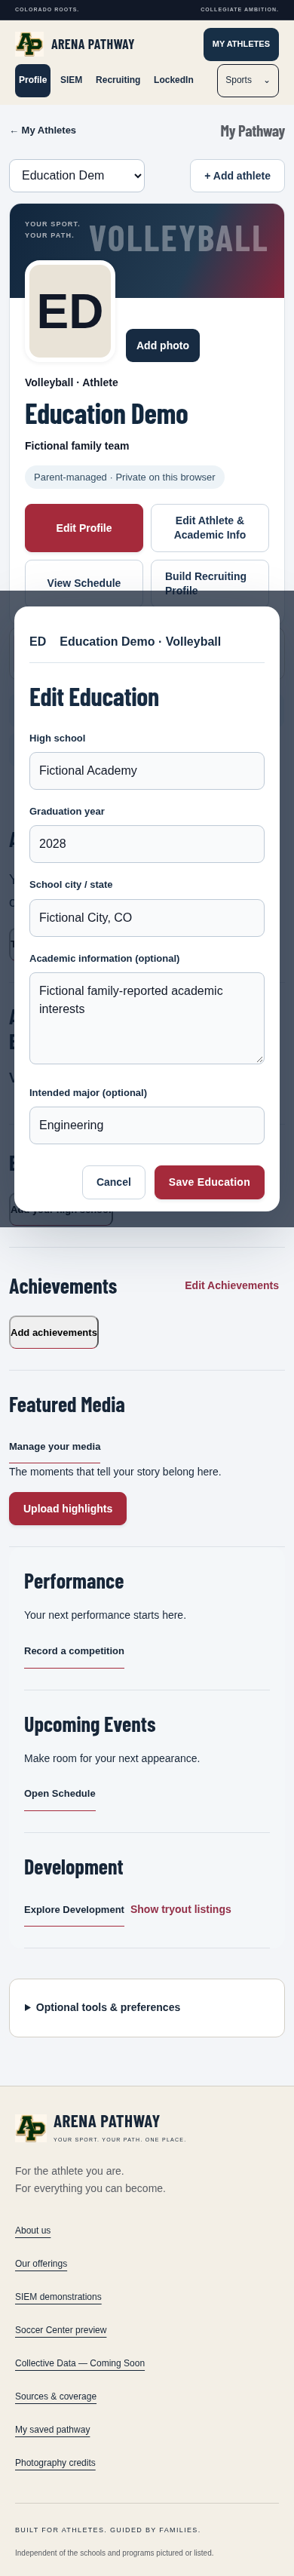 COLORADO ROOTS.
COLLEGIATE AMBITION.
AP
ARENA PATHWAY
MY ATHLETES
Profile
SIEM
Recruiting
LockedIn
Sports
← My Athletes
My Pathway
Education Dem
+ Add athlete
YOUR SPORT.
YOUR PATH.
VOLLEYBALL
ED
Add photo
Volleyball · Athlete
Education Demo
Fictional family team
Parent-managed · Private on this browser
Edit Profile
Edit Athlete &
Academic Info
View Schedule
Build Recruiting
Profile
ED
Education Demo · Volleyball
Edit Education
High school
Fictional Academy
Graduation year
2028
School city / state
Fictional City, CO
Academic information (optional)
Fictional family-reported academic
interests
Intended major (optional)
Engineering
Cancel
Save Education
Achievements
Edit Achievements
Add achievements
Featured Media
Manage your media
The moments that tell your story belong here.
Upload highlights
Performance
Your next performance starts here.
Record a competition
Upcoming Events
Make room for your next appearance.
Open Schedule
Development
Explore Development
Show tryout listings
Optional tools & preferences
AP
ARENA PATHWAY
YOUR SPORT. YOUR PATH. ONE PLACE.
For the athlete you are.
For everything you can become.
About us
Our offerings
SIEM demonstrations
Soccer Center preview
Collective Data — Coming Soon
Sources & coverage
My saved pathway
Photography credits
BUILT FOR ATHLETES. GUIDED BY FAMILIES.
Independent of the schools and programs pictured or listed.